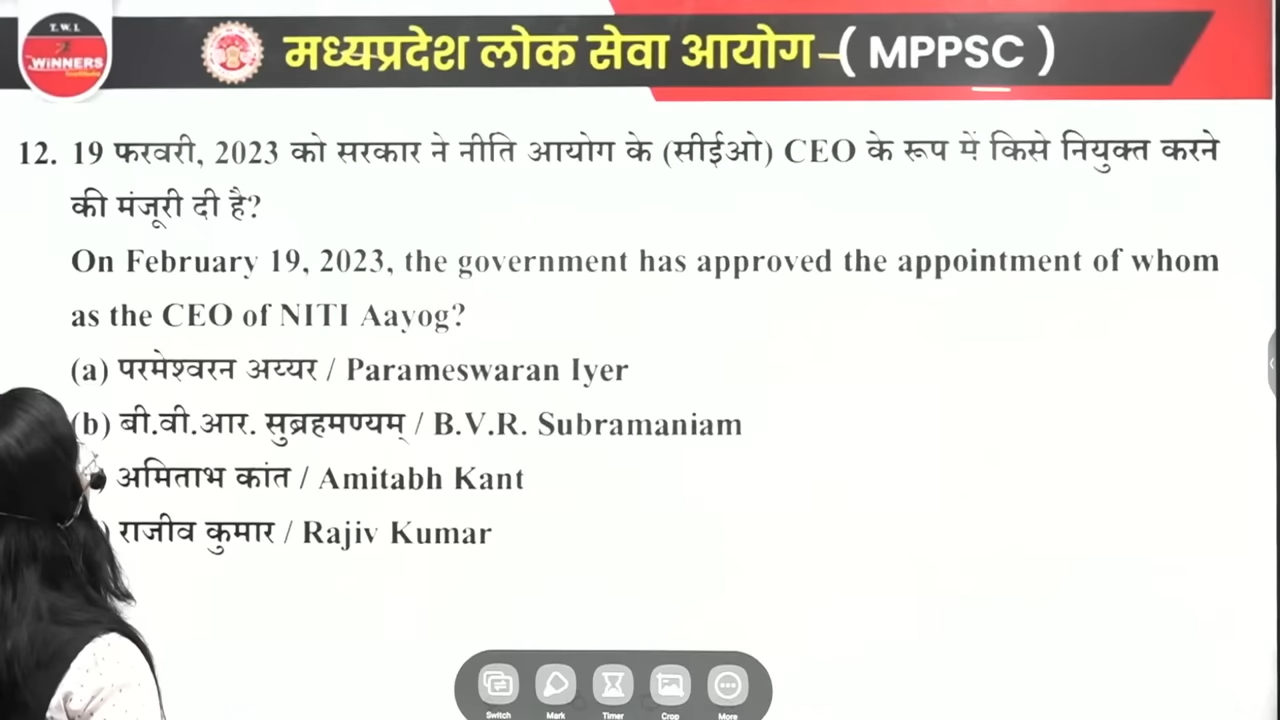 T.W.I.
WiNNERS
institute
मध्यप्रदेश लोक सेवा आयोग–( MPPSC )
12. 19 फरवरी, 2023 को सरकार ने नीति आयोग के (सीईओ) CEO के रूप में किसे नियुक्त करने
की मंजूरी दी है?
On February 19, 2023, the government has approved the appointment of whom
as the CEO of NITI Aayog?
(a) परमेश्वरन अय्यर / Parameswaran Iyer
(b) बी.वी.आर. सुब्रहमण्यम् / B.V.R. Subramaniam
अमिताभ कांत / Amitabh Kant
) राजीव कुमार / Rajiv Kumar
Switch Mark Timer Crop More